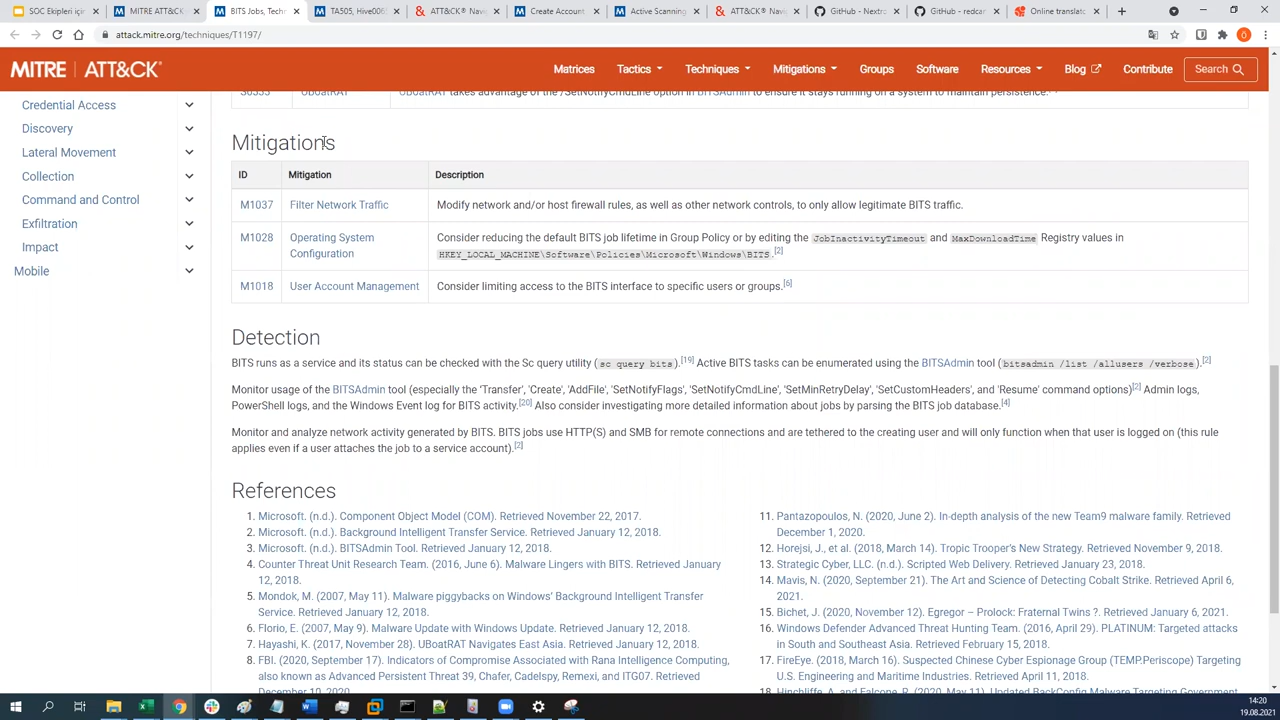 SOC Ekipleri için
MITRE ATT&CK
BITS Jobs, Techn
TA505, Hive0065
ATT&CK® Navi
Create Account,
Active Scanning
ATT&CK® Navi
GitHub - Nextro
GitHub - redcar
Online translato
attack.mitre.org/techniques/T1197/
MITRE | ATT&CK®
Matrices
Tactics
Techniques
Mitigations
Groups
Software
Resources
Blog
Contribute
Search
Credential Access
Discovery
Lateral Movement
Collection
Command and Control
Exfiltration
Impact
Mobile
S0333 UBoatRAT UBoatRAT takes advantage of the /SetNotifyCmdLine option in BITSAdmin to ensure it stays running on a system to maintain persistence.
Mitigations
ID Mitigation Description
M1037 Filter Network Traffic Modify network and/or host firewall rules, as well as other network controls, to only allow legitimate BITS traffic.
M1028 Operating System Configuration Consider reducing the default BITS job lifetime in Group Policy or by editing the JobInactivityTimeout and MaxDownloadTime Registry values in
HKEY_LOCAL_MACHINE\Software\Policies\Microsoft\Windows\BITS.[2]
M1018 User Account Management Consider limiting access to the BITS interface to specific users or groups.[6]
Detection
BITS runs as a service and its status can be checked with the Sc query utility (sc query bits).[19] Active BITS tasks can be enumerated using the BITSAdmin tool (bitsadmin /list /allusers /verbose).[2]
Monitor usage of the BITSAdmin tool (especially the 'Transfer', 'Create', 'AddFile', 'SetNotifyFlags', 'SetNotifyCmdLine', 'SetMinRetryDelay', 'SetCustomHeaders', and 'Resume' command options)[2] Admin logs,
PowerShell logs, and the Windows Event log for BITS activity.[20] Also consider investigating more detailed information about jobs by parsing the BITS job database.[4]
Monitor and analyze network activity generated by BITS. BITS jobs use HTTP(S) and SMB for remote connections and are tethered to the creating user and will only function when that user is logged on (this rule
applies even if a user attaches the job to a service account).[2]
References
1. Microsoft. (n.d.). Component Object Model (COM). Retrieved November 22, 2017.
2. Microsoft. (n.d.). Background Intelligent Transfer Service. Retrieved January 12, 2018.
3. Microsoft. (n.d.). BITSAdmin Tool. Retrieved January 12, 2018.
4. Counter Threat Unit Research Team. (2016, June 6). Malware Lingers with BITS. Retrieved January
12, 2018.
5. Mondok, M. (2007, May 11). Malware piggybacks on Windows' Background Intelligent Transfer
Service. Retrieved January 12, 2018.
6. Florio, E. (2007, May 9). Malware Update with Windows Update. Retrieved January 12, 2018.
7. Hayashi, K. (2017, November 28). UBoatRAT Navigates East Asia. Retrieved January 12, 2018.
8. FBI. (2020, September 17). Indicators of Compromise Associated with Rana Intelligence Computing,
also known as Advanced Persistent Threat 39, Chafer, Cadelspy, Remexi, and ITG07. Retrieved
December 10, 2020.
11. Pantazopoulos, N. (2020, June 2). In-depth analysis of the new Team9 malware family. Retrieved
December 1, 2020.
12. Horejsi, J., et al. (2018, March 14). Tropic Trooper's New Strategy. Retrieved November 9, 2018.
13. Strategic Cyber, LLC. (n.d.). Scripted Web Delivery. Retrieved January 23, 2018.
14. Mavis, N. (2020, September 21). The Art and Science of Detecting Cobalt Strike. Retrieved April 6,
2021.
15. Bichet, J. (2020, November 12). Egregor – Prolock: Fraternal Twins ?. Retrieved January 6, 2021.
16. Windows Defender Advanced Threat Hunting Team. (2016, April 29). PLATINUM: Targeted attacks
in South and Southeast Asia. Retrieved February 15, 2018.
17. FireEye. (2018, March 16). Suspected Chinese Cyber Espionage Group (TEMP.Periscope) Targeting
U.S. Engineering and Maritime Industries. Retrieved April 11, 2018.
18. Hinchliffe, A. and Falcone, R. (2020, May 11). Updated BackConfig Malware Targeting Government
14:20
19.08.2021